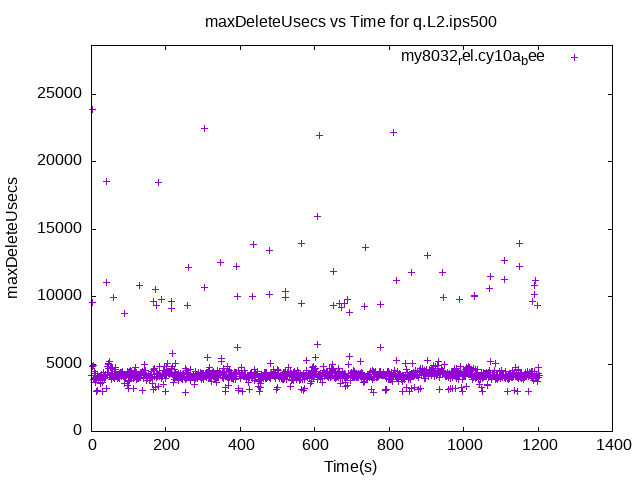 maxDeleteUsecs vs Time for q.L2.ips500
my8032rel.cy10abee
25000
20000
15000
10000
5000
0
maxDeleteUsecs
0 200 400 600 800 1000 1200 1400
Time(s)